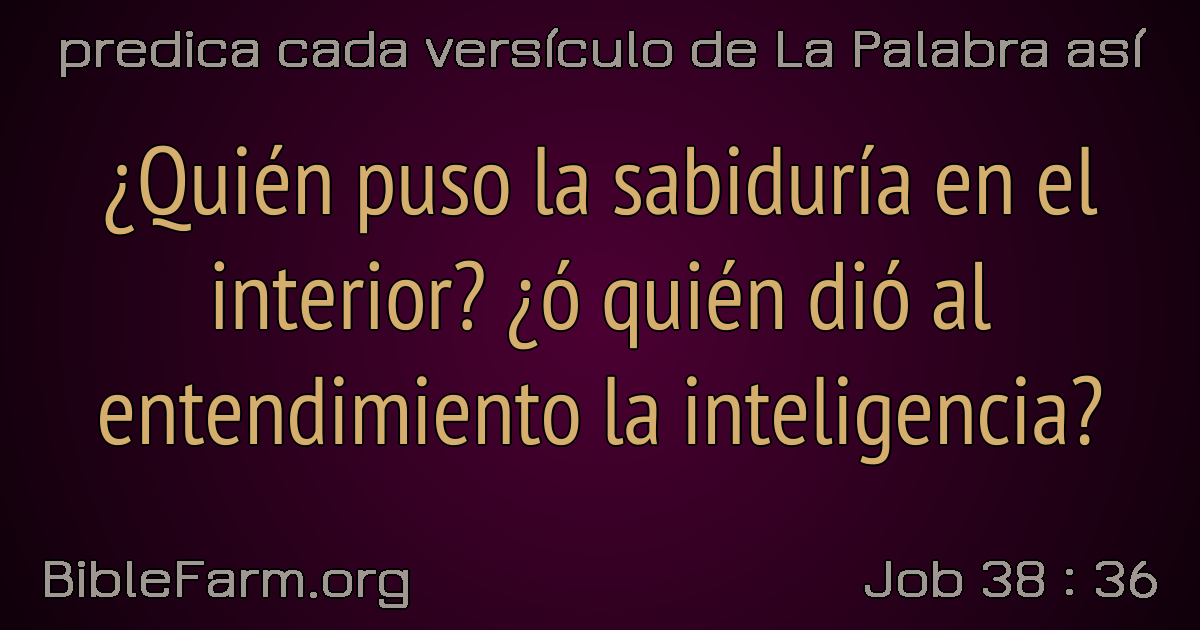 predica cada versículo de La Palabra así
¿Quién puso la sabiduría en el
interior? ¿ó quién dió al
entendimiento la inteligencia?
BibleFarm.org
Job 38 : 36